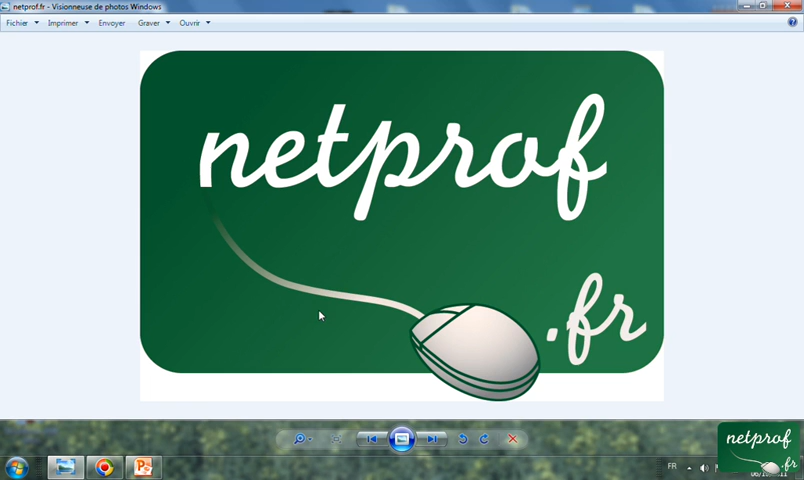 netprof.fr - Visionneuse de photos Windows
Fichier Imprimer Envoyer Graver Ouvrir
netprof
.fr
netprof
.fr
FR